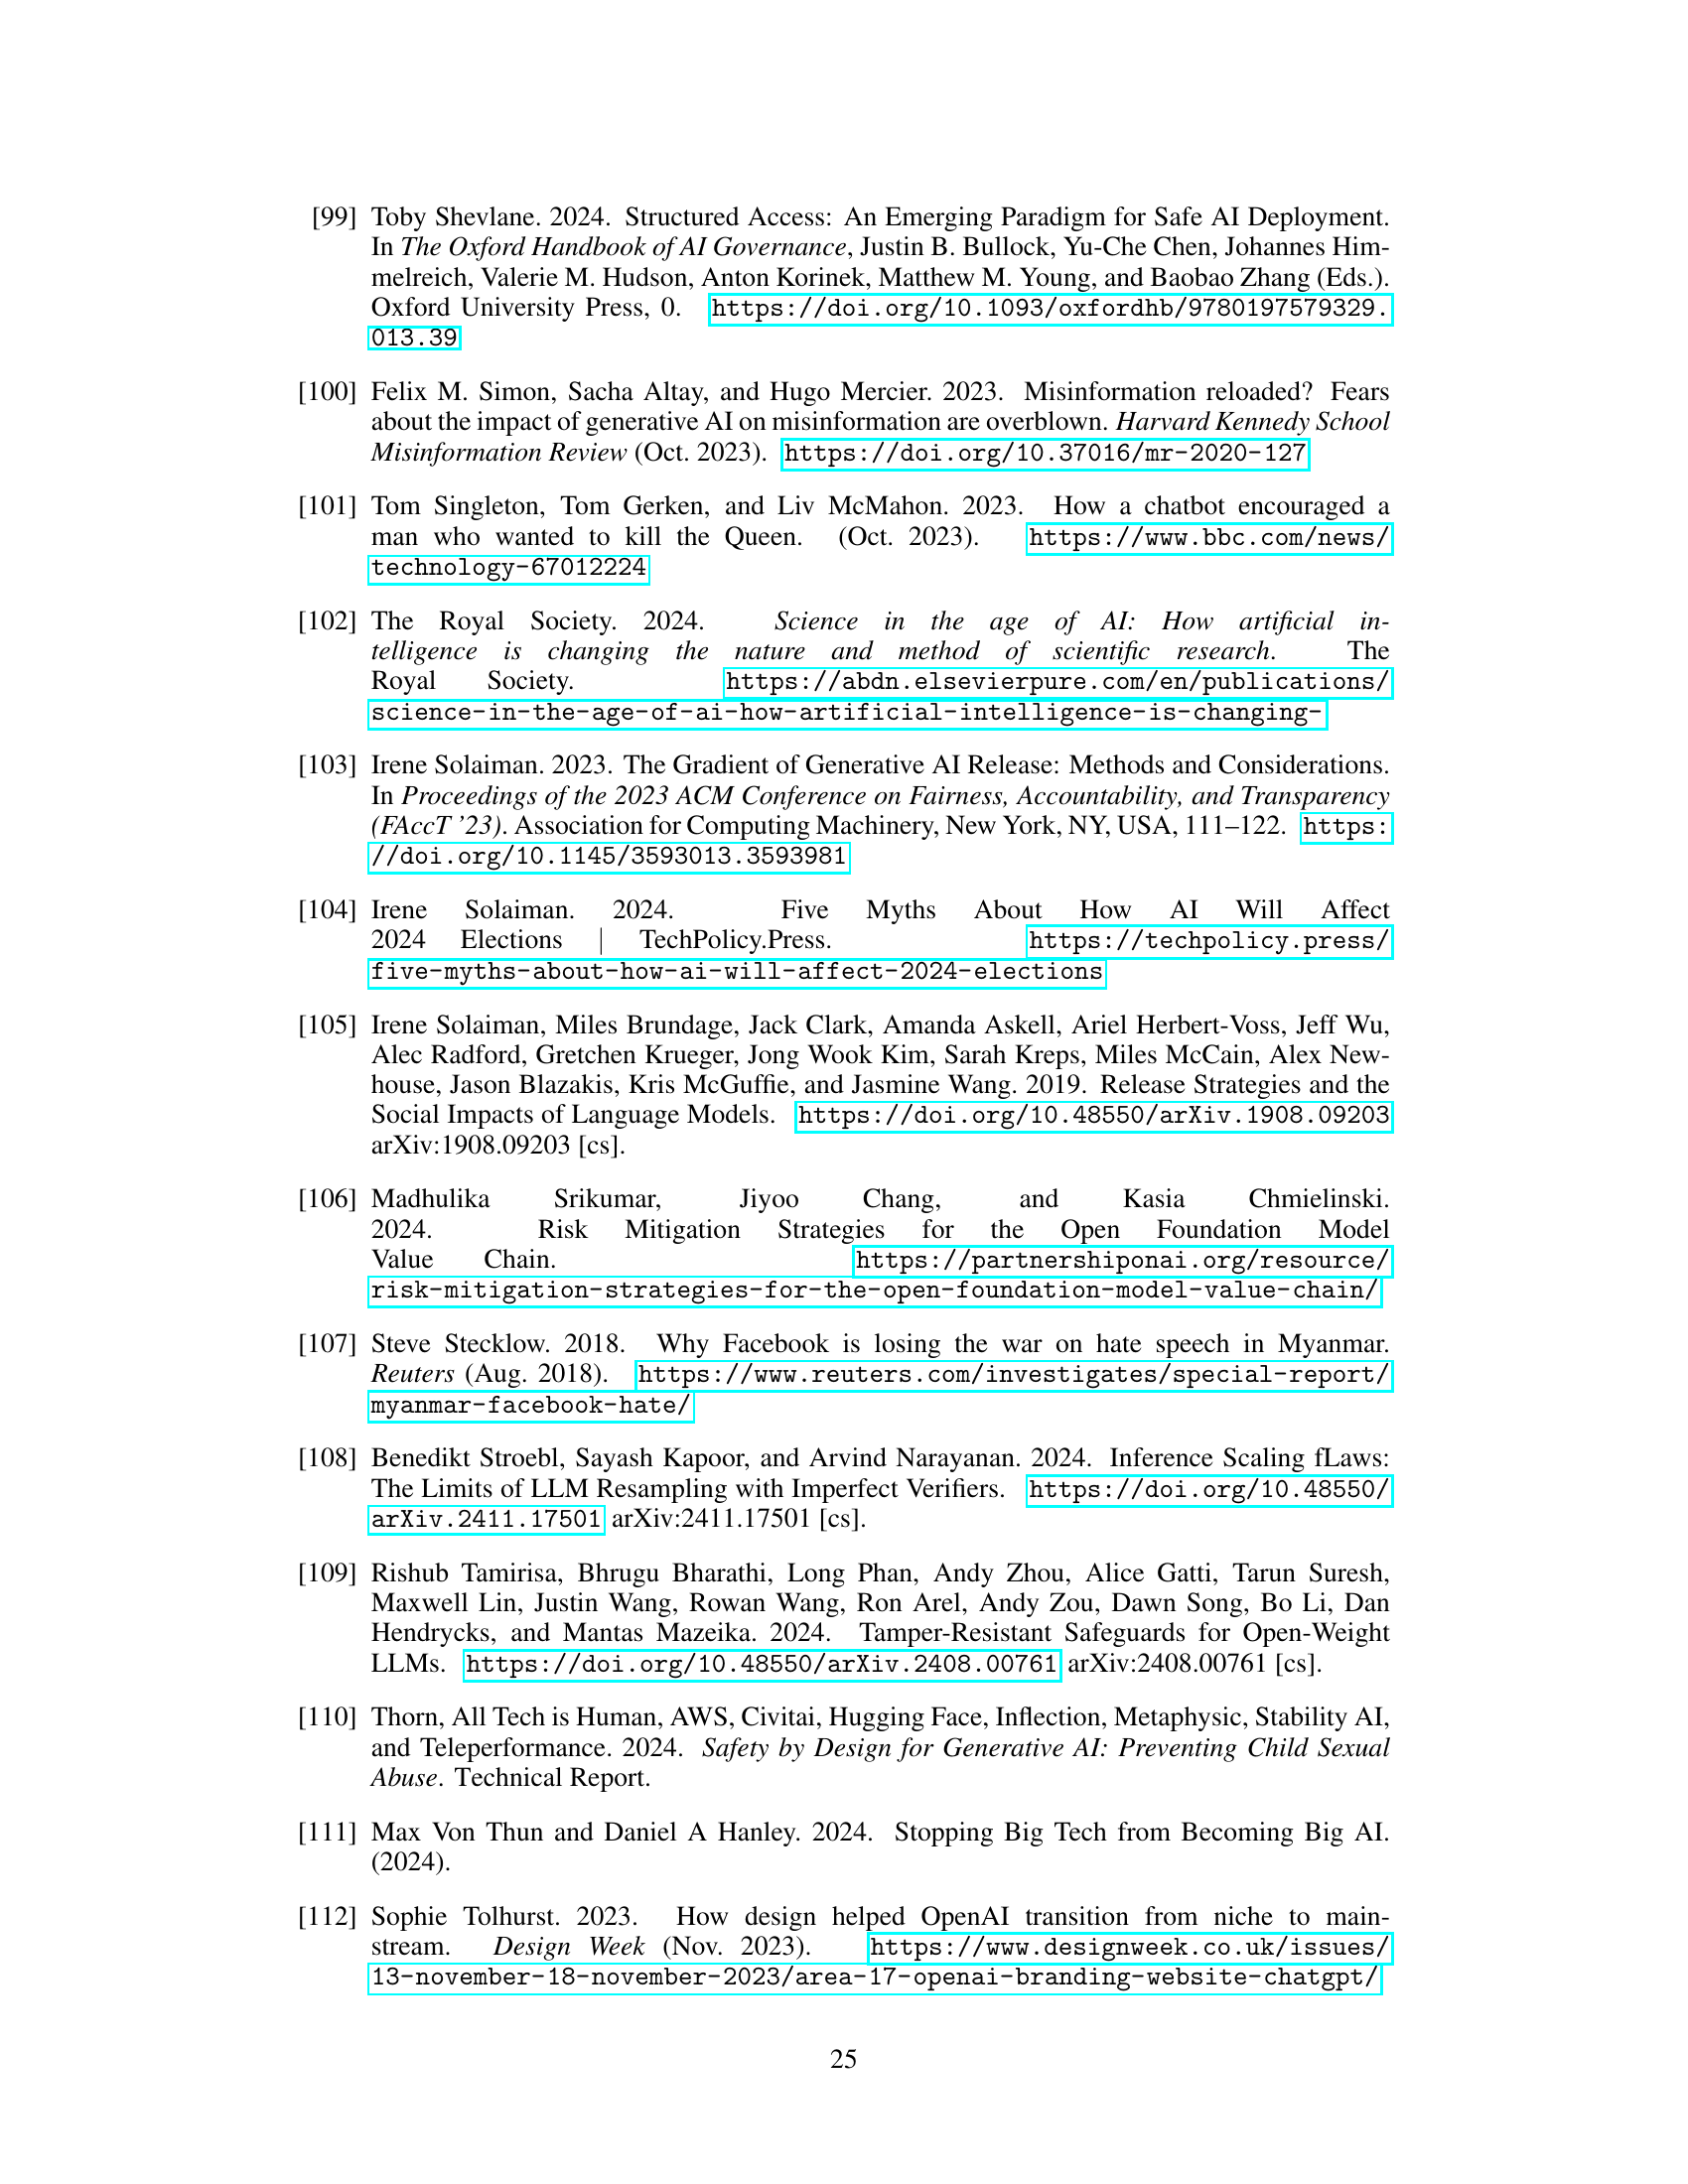 [99] Toby Shevlane. 2024. Structured Access: An Emerging Paradigm for Safe AI Deployment.
In The Oxford Handbook of AI Governance, Justin B. Bullock, Yu-Che Chen, Johannes Him-
melreich, Valerie M. Hudson, Anton Korinek, Matthew M. Young, and Baobao Zhang (Eds.).
Oxford University Press, 0. https://doi.org/10.1093/oxfordhb/9780197579329.
013.39
[100] Felix M. Simon, Sacha Altay, and Hugo Mercier. 2023. Misinformation reloaded? Fears
about the impact of generative AI on misinformation are overblown. Harvard Kennedy School
Misinformation Review (Oct. 2023). https://doi.org/10.37016/mr-2020-127
[101] Tom Singleton, Tom Gerken, and Liv McMahon. 2023. How a chatbot encouraged a
man who wanted to kill the Queen. (Oct. 2023). https://www.bbc.com/news/
technology-67012224
[102] The Royal Society. 2024. Science in the age of AI: How artificial in-
telligence is changing the nature and method of scientific research. The
Royal Society. https://abdn.elsevierpure.com/en/publications/
science-in-the-age-of-ai-how-artificial-intelligence-is-changing-
[103] Irene Solaiman. 2023. The Gradient of Generative AI Release: Methods and Considerations.
In Proceedings of the 2023 ACM Conference on Fairness, Accountability, and Transparency
(FAccT '23). Association for Computing Machinery, New York, NY, USA, 111–122. https:
//doi.org/10.1145/3593013.3593981
[104] Irene Solaiman. 2024. Five Myths About How AI Will Affect
2024 Elections | TechPolicy.Press. https://techpolicy.press/
five-myths-about-how-ai-will-affect-2024-elections
[105] Irene Solaiman, Miles Brundage, Jack Clark, Amanda Askell, Ariel Herbert-Voss, Jeff Wu,
Alec Radford, Gretchen Krueger, Jong Wook Kim, Sarah Kreps, Miles McCain, Alex New-
house, Jason Blazakis, Kris McGuffie, and Jasmine Wang. 2019. Release Strategies and the
Social Impacts of Language Models. https://doi.org/10.48550/arXiv.1908.09203
arXiv:1908.09203 [cs].
[106] Madhulika Srikumar, Jiyoo Chang, and Kasia Chmielinski.
2024. Risk Mitigation Strategies for the Open Foundation Model
Value Chain. https://partnershiponai.org/resource/
risk-mitigation-strategies-for-the-open-foundation-model-value-chain/
[107] Steve Stecklow. 2018. Why Facebook is losing the war on hate speech in Myanmar.
Reuters (Aug. 2018). https://www.reuters.com/investigates/special-report/
myanmar-facebook-hate/
[108] Benedikt Stroebl, Sayash Kapoor, and Arvind Narayanan. 2024. Inference Scaling fLaws:
The Limits of LLM Resampling with Imperfect Verifiers. https://doi.org/10.48550/
arXiv.2411.17501 arXiv:2411.17501 [cs].
[109] Rishub Tamirisa, Bhrugu Bharathi, Long Phan, Andy Zhou, Alice Gatti, Tarun Suresh,
Maxwell Lin, Justin Wang, Rowan Wang, Ron Arel, Andy Zou, Dawn Song, Bo Li, Dan
Hendrycks, and Mantas Mazeika. 2024. Tamper-Resistant Safeguards for Open-Weight
LLMs. https://doi.org/10.48550/arXiv.2408.00761 arXiv:2408.00761 [cs].
[110] Thorn, All Tech is Human, AWS, Civitai, Hugging Face, Inflection, Metaphysic, Stability AI,
and Teleperformance. 2024. Safety by Design for Generative AI: Preventing Child Sexual
Abuse. Technical Report.
[111] Max Von Thun and Daniel A Hanley. 2024. Stopping Big Tech from Becoming Big AI.
(2024).
[112] Sophie Tolhurst. 2023. How design helped OpenAI transition from niche to main-
stream. Design Week (Nov. 2023). https://www.designweek.co.uk/issues/
13-november-18-november-2023/area-17-openai-branding-website-chatgpt/
25